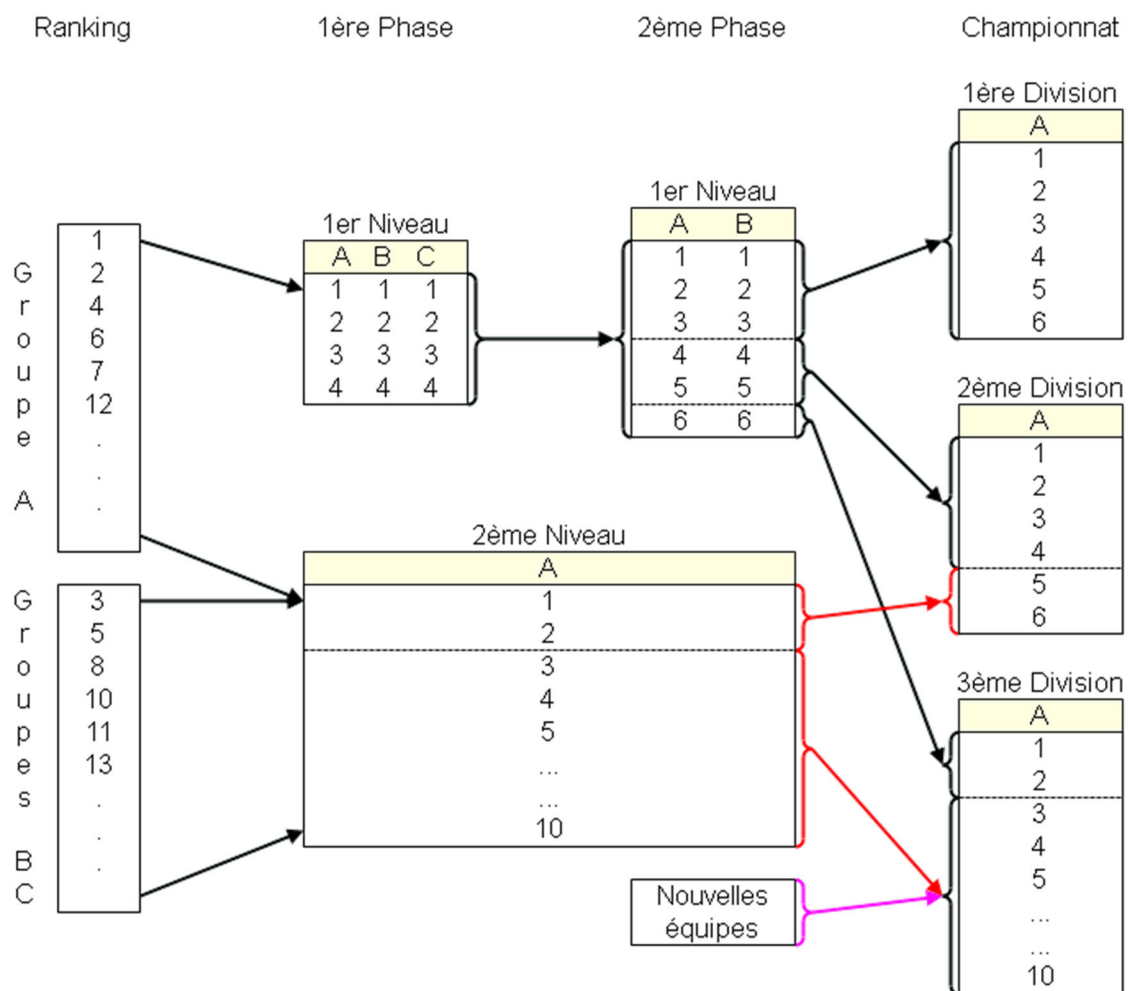 Ranking 1ère Phase 2ème Phase Championnat
Groupe A
1
2
4
6
7
12
.
.
.
Groupes BC
3
5
8
10
11
13
.
.
.
1er Niveau
A B C
1 1 1
2 2 2
3 3 3
4 4 4
1er Niveau
A B
1 1
2 2
3 3
4 4
5 5
6 6
2ème Niveau
A
1
2
3
4
5
...
...
10
Nouvelles
équipes
1ère Division
A
1
2
3
4
5
6
2ème Division
A
1
2
3
4
5
6
3ème Division
A
1
2
3
4
5
...
...
10